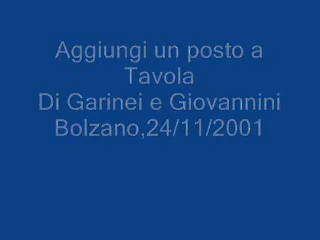 Aggiungi un posto a
Tavola
Di Garinei e Giovannini
Bolzano,24/11/2001